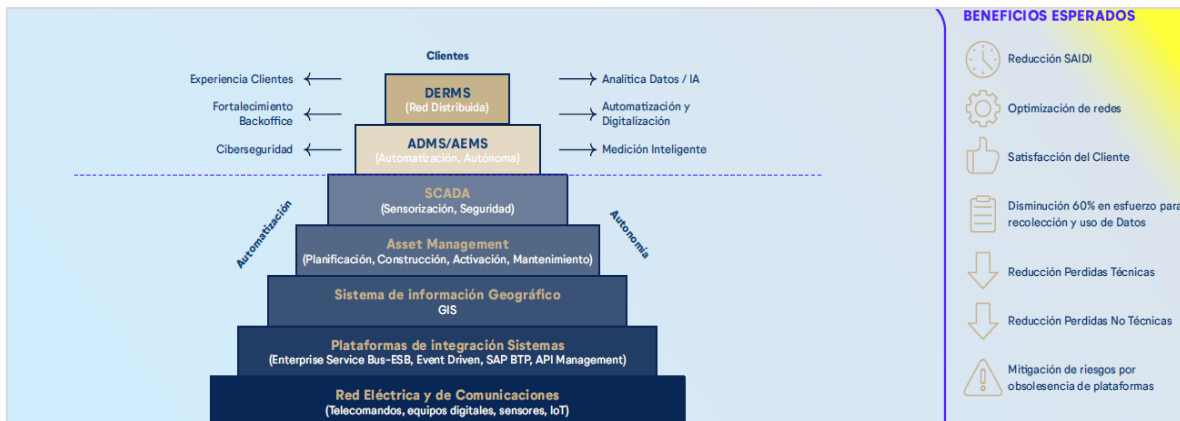 Clientes
Experiencia Clientes
Fortalecimiento
Backoffice
Ciberseguridad
DERMS
(Red Distribuida)
ADMS/AEMS
(Automatización, Autónoma)
Analítica Datos / IA
Automatización y
Digitalización
Medición Inteligente
Automatización
Autonomía
SCADA
(Sensorización, Seguridad)
Asset Management
(Planificación, Construcción, Activación, Mantenimiento)
Sistema de información Geográfico
GIS
Plataformas de integración Sistemas
(Enterprise Service Bus-ESB, Event Driven, SAP BTP, API Management)
Red Eléctrica y de Comunicaciones
(Telecomandos, equipos digitales, sensores, IoT)
BENEFICIOS ESPERADOS
Reducción SAIDI
Optimización de redes
Satisfacción del Cliente
Disminución 60% en esfuerzo para
recolección y uso de Datos
Reducción Perdidas Técnicas
Reducción Perdidas No Técnicas
Mitigación de riesgos por
obsolesencia de plataformas